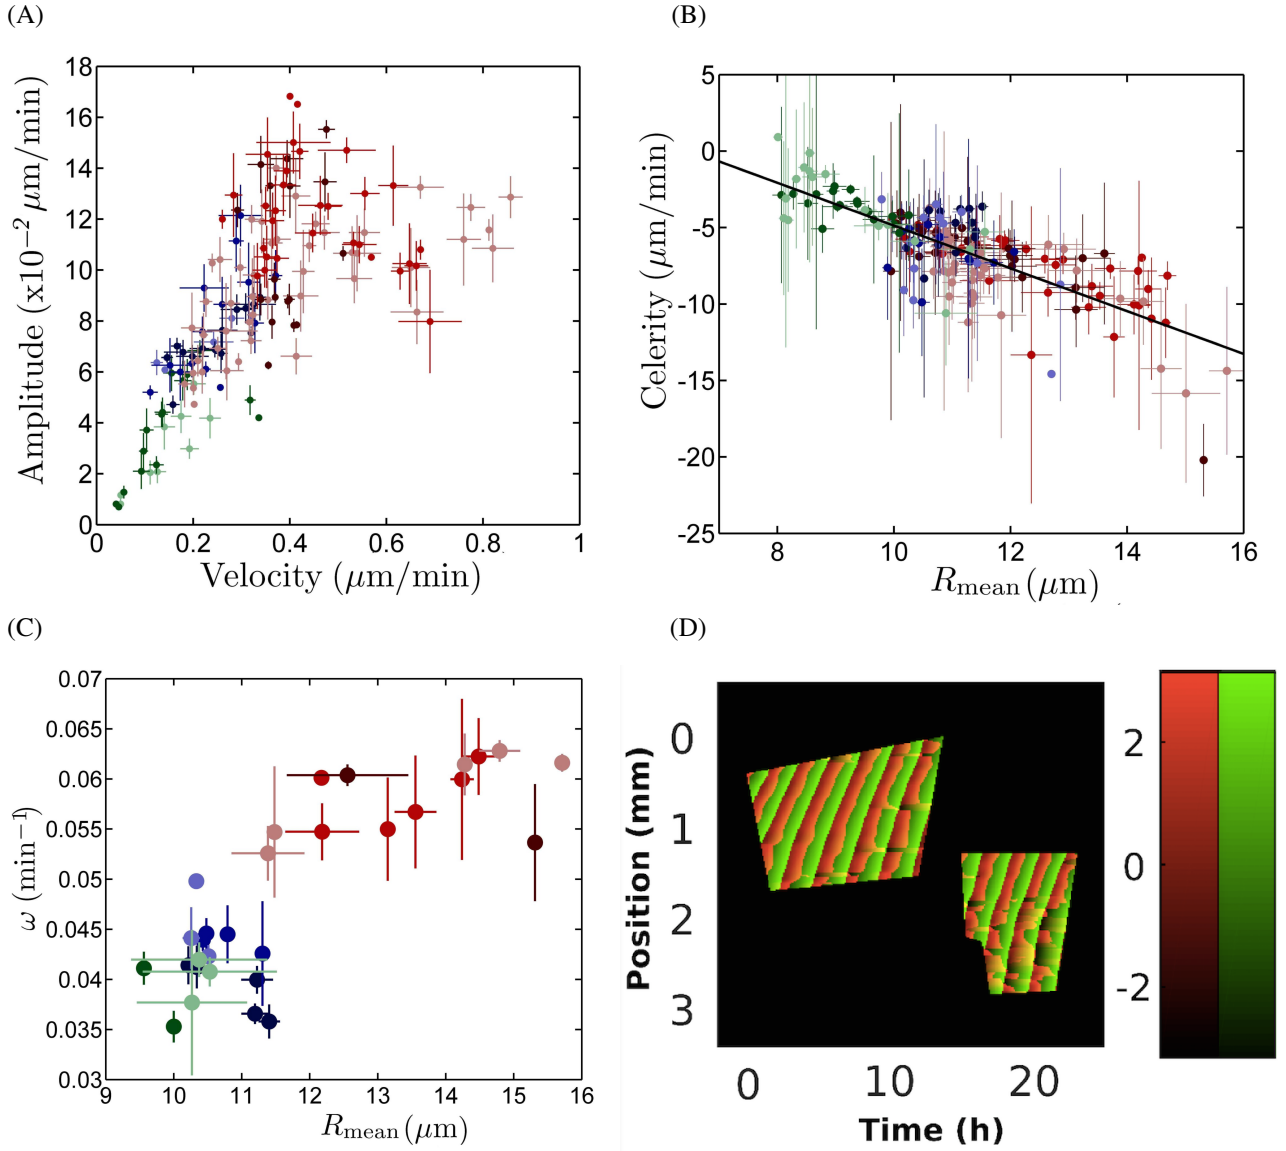 (A)
18
16
14
12
10
8
6
4
2
0
0 0.2 0.4 0.6 0.8 1
Amplitude (x10⁻² μm/min)
Velocity (μm/min)
(B)
5
0
-5
-10
-15
-20
-25
8 10 12 14 16
Celerity (μm/min)
R_mean (μm)
(C)
0.07
0.065
0.06
0.055
0.05
0.045
0.04
0.035
0.03
9 10 11 12 13 14 15 16
ω (min⁻¹)
R_mean (μm)
(D)
0
1
2
3
0 10 20
Position (mm)
Time (h)
2
0
-2